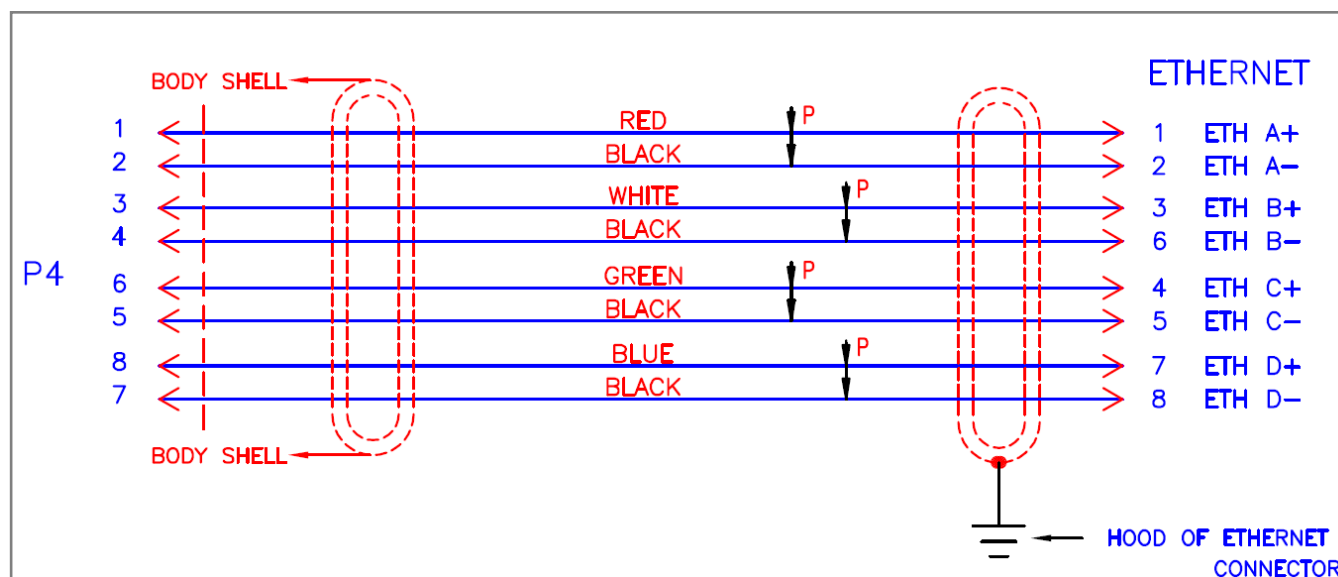 ETHERNET
BODY SHELL
1 RED P 1 ETH A+
2 BLACK 2 ETH A-
3 WHITE P 3 ETH B+
4 BLACK 6 ETH B-
P4
6 GREEN P 4 ETH C+
5 BLACK 5 ETH C-
8 BLUE P 7 ETH D+
7 BLACK 8 ETH D-
BODY SHELL
HOOD OF ETHERNET
CONNECTOR